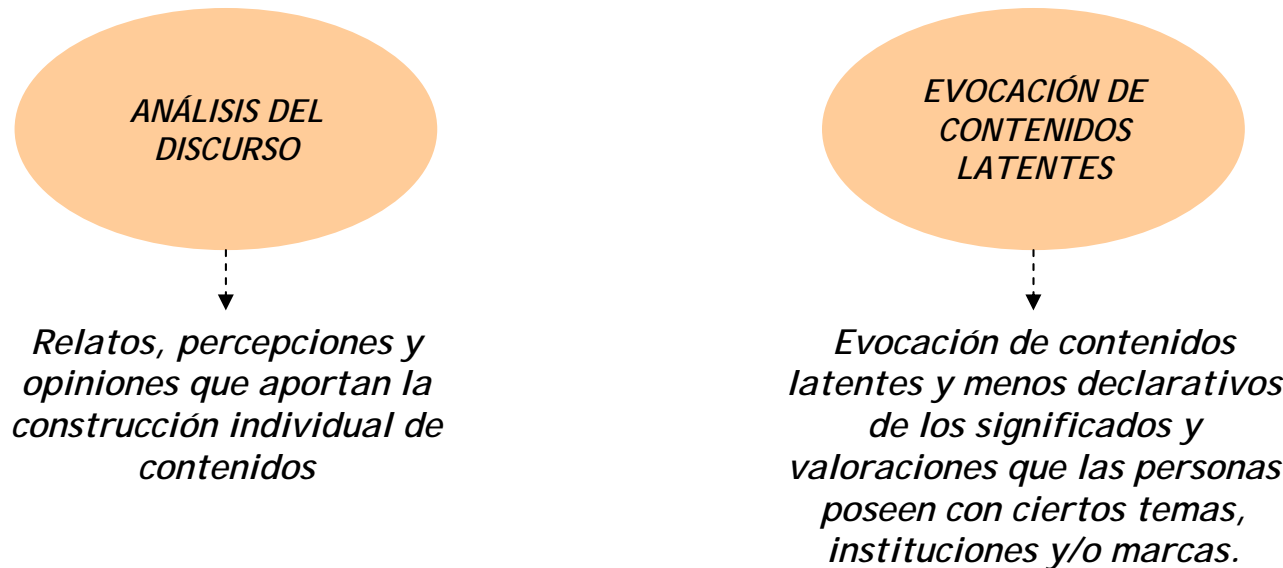 ANÁLISIS DEL
DISCURSO
Relatos, percepciones y
opiniones que aportan la
construcción individual de
contenidos
EVOCACIÓN DE
CONTENIDOS
LATENTES
Evocación de contenidos
latentes y menos declarativos
de los significados y
valoraciones que las persona
poseen con ciertos temas,
instituciones y/o marcas.